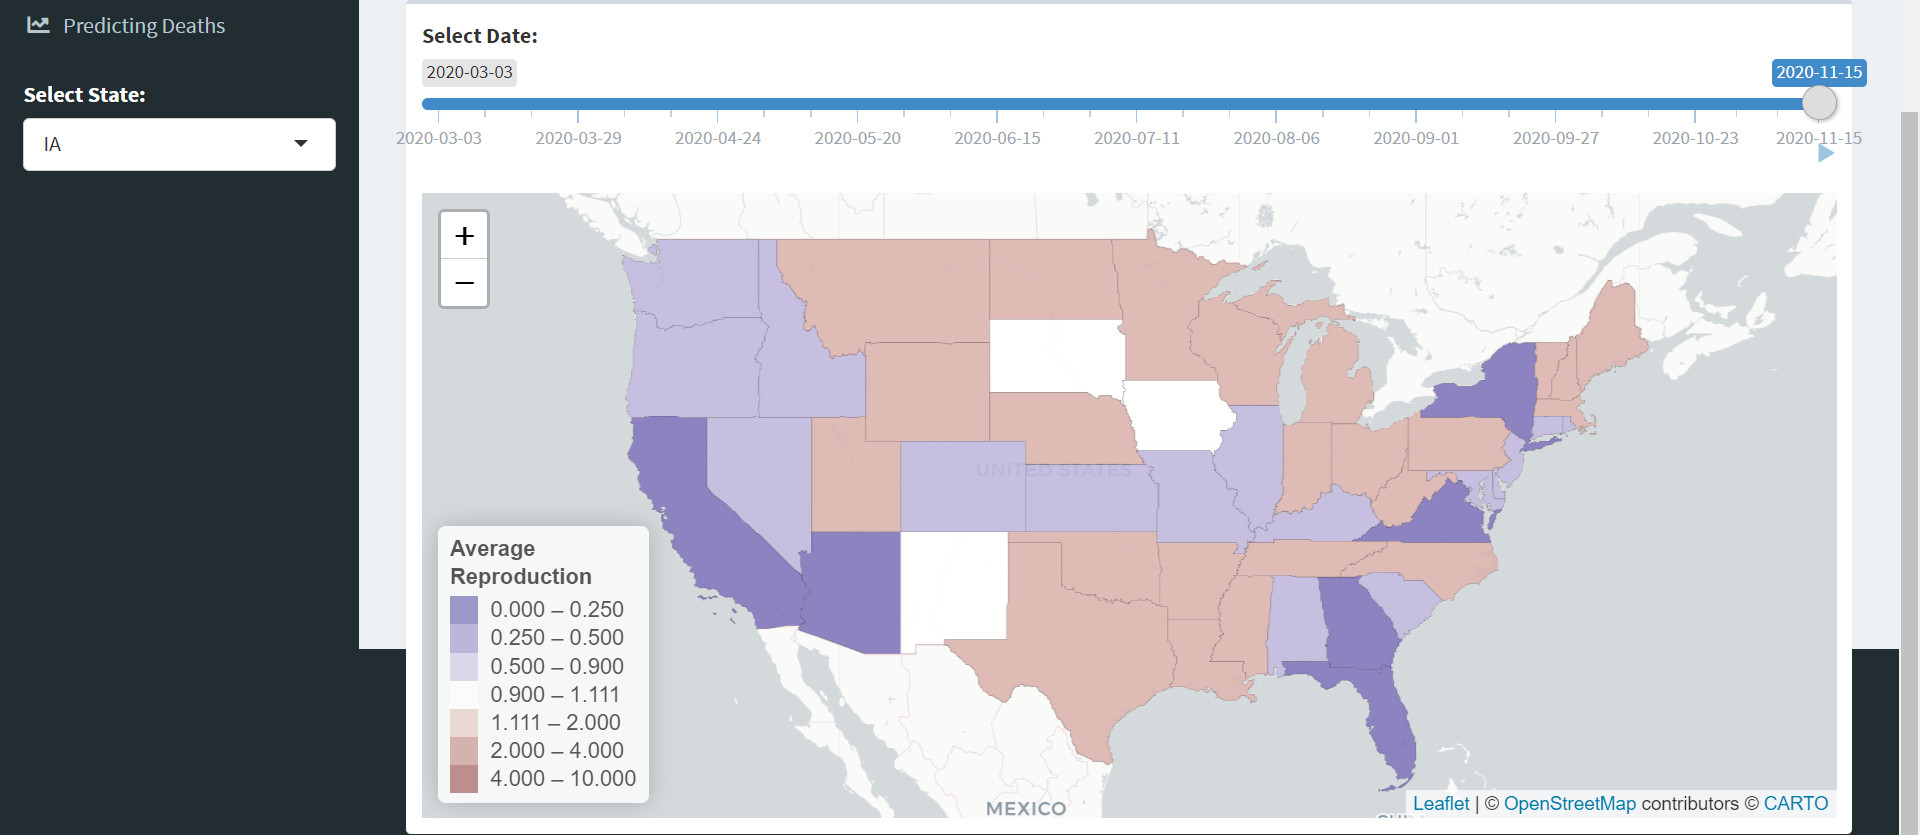 Predicting Deaths
Select State:
IA
Select Date:
2020-03-03
2020-11-15
2020-03-03 2020-03-29 2020-04-24 2020-05-20 2020-06-15 2020-07-11 2020-08-06 2020-09-01 2020-09-27 2020-10-23 2020-11-15
+
−
UNITED STATES
Average
Reproduction
0.000 – 0.250
0.250 – 0.500
0.500 – 0.900
0.900 – 1.111
1.111 – 2.000
2.000 – 4.000
4.000 – 10.000
MEXICO
Leaflet | © OpenStreetMap contributors © CARTO